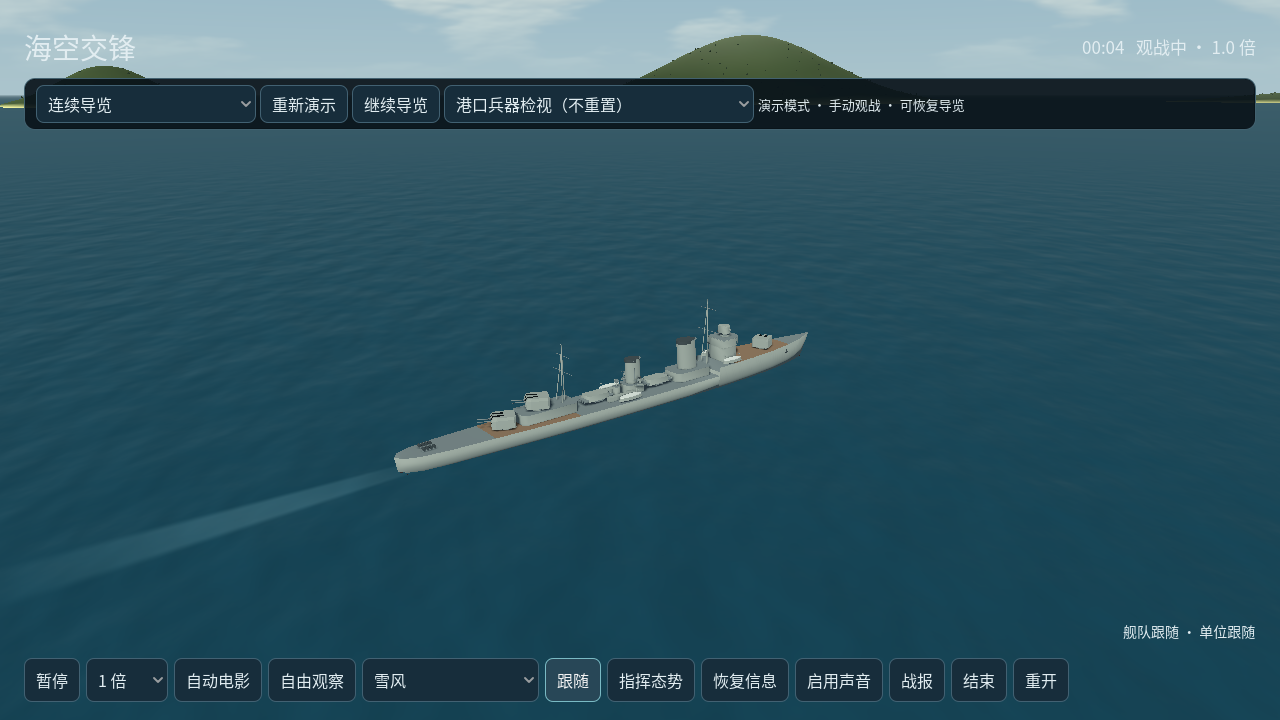 海空交锋
00:04 观战中 · 1.0 倍
连续导览 重新演示 继续导览 港口兵器检视（不重置） 演示模式 · 手动观战 · 可恢复导览
舰队跟随 · 单位跟随
暂停 1 倍 自动电影 自由观察 雪风 跟随 指挥态势 恢复信息 启用声音 战报 结束 重开